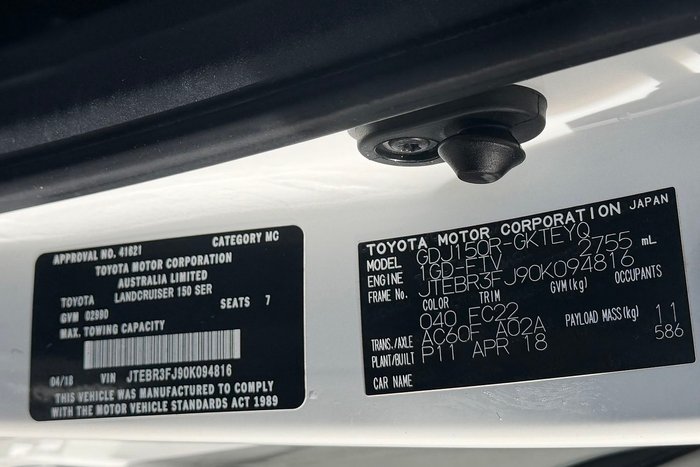 APPROVAL NO. 41621 CATEGORY MC
TOYOTA MOTOR CORPORATION
AUSTRALIA LIMITED
TOYOTA LANDCRUISER 150 SER
GVM 02990 SEATS 7
MAX. TOWING CAPACITY
04/18 VIN JTEBR3FJ90K094816
THIS VEHICLE WAS MANUFACTURED TO COMPLY
WITH THE MOTOR VEHICLE STANDARDS ACT 1989
TOYOTA MOTOR CORPORATION JAPAN
MODEL GDJ150R-GKTEYQ
ENGINE 1GD-FTV 2755 mL
FRAME No. JTEBR3FJ90K094816
COLOR TRIM GVM(kg) OCCUPANTS
040 FC22
TRANS./AXLE AC60F A02A PAYLOAD MASS(kg) 11
PLANT/BUILT P11 APR 18 586
CAR NAME